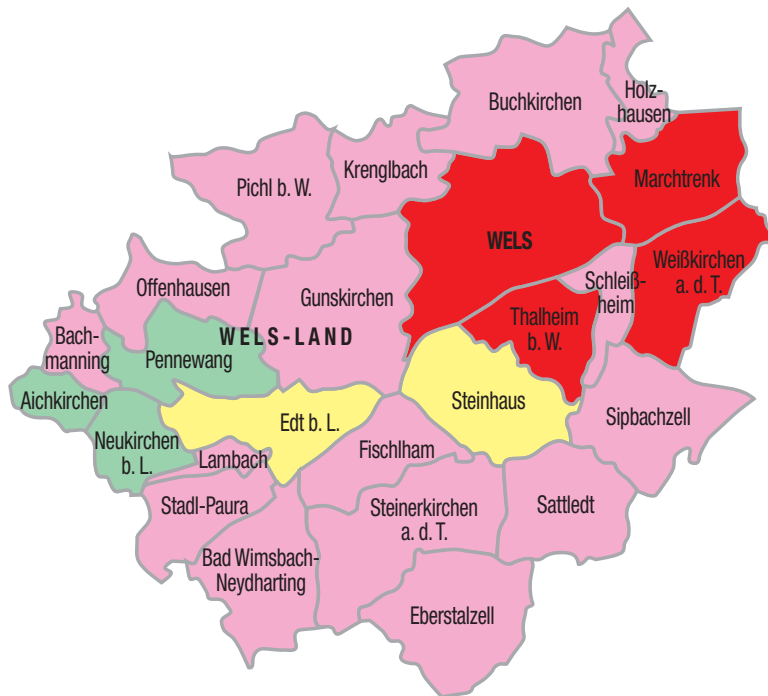 Buchkirchen
Holz-
hausen
Krenglbach
Pichl b. W.
Marchtrenk
WELS
Weißkirchen
a. d. T.
Schleiß-
heim
Offenhausen
Gunskirchen
Thalheim
b. W.
Bach-
manning
Pennewang
WELS-LAND
Aichkirchen
Steinhaus
Edt b. L.
Sipbachzell
Neukirchen
b. L.
Lambach
Fischlham
Stadl-Paura
Steinerkirchen
a. d. T.
Sattledt
Bad Wimsbach-
Neydharting
Eberstalzell